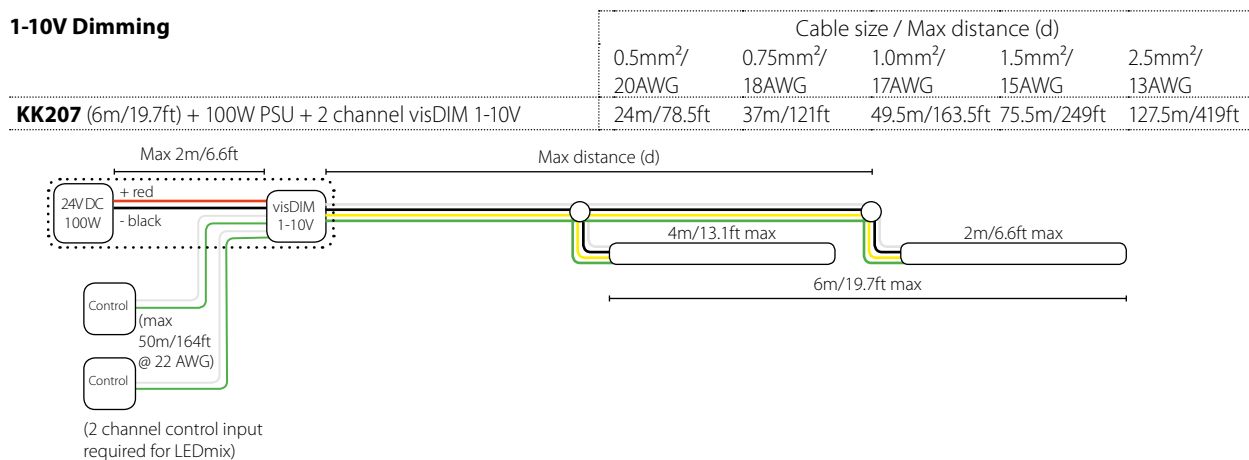 1-10V Dimming
Cable size / Max distance (d)
0.5mm²/ 0.75mm²/ 1.0mm²/ 1.5mm²/ 2.5mm²/
20AWG 18AWG 17AWG 15AWG 13AWG
KK207 (6m/19.7ft) + 100W PSU + 2 channel visDIM 1-10V 24m/78.5ft 37m/121ft 49.5m/163.5ft 75.5m/249ft 127.5m/419ft
Max 2m/6.6ft
Max distance (d)
24V DC
100W
+ red
- black
visDIM
1-10V
4m/13.1ft max
2m/6.6ft max
6m/19.7ft max
Control
(max
50m/164ft
@ 22 AWG)
Control
(2 channel control input
required for LEDmix)